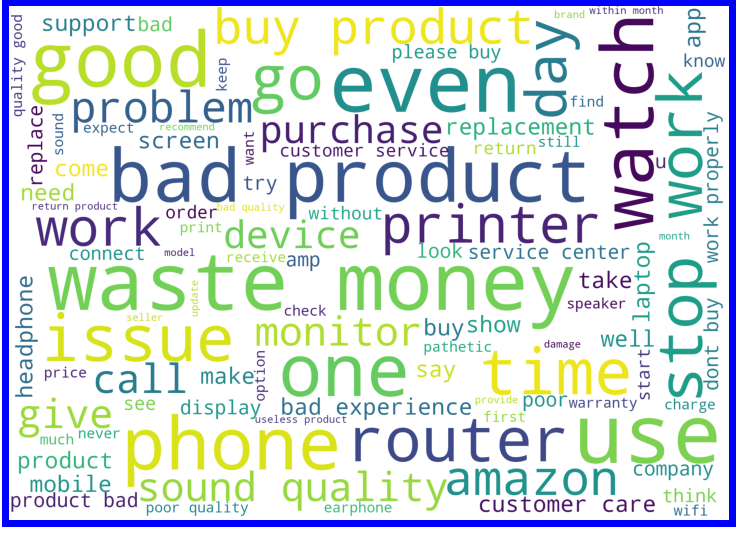 quality good
support bad
buy product
brand
within month
app
good
go
please buy
day
watch
know
keep
even
find
problem
sound
expect
recommend
purchase
replacement
want
still
work properly
replace
screen
customer service
return
come
bad product
try
u
stop work
need
return product
order
bad quality
without
work
print
device
printer
month
connect
model
receive
amp
look
service center
laptop
waste money
take
update
check
speaker
headphone
seller
issue
monitor
buy
show
well
dont buy
pathetic
damage
start
price
call
make
option
one
say
time
give
see
display
bad experience
provide
poor
warranty
charge
first
much
never
useless product
phone
router
use
product
mobile
sound quality
amazon
company
think
product bad
poor quality
earphone
customer care
wifi